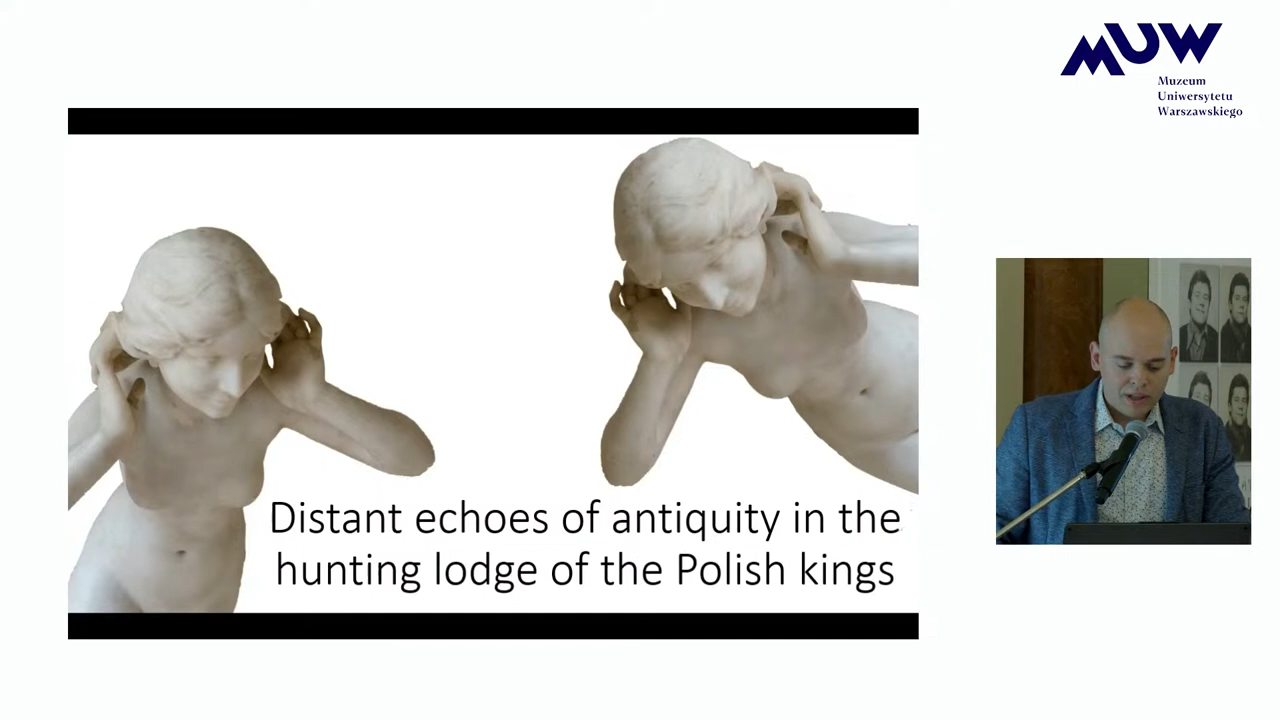 MUW
Muzeum
Uniwersytetu
Warszawskiego
Distant echoes of antiquity in the
hunting lodge of the Polish kings